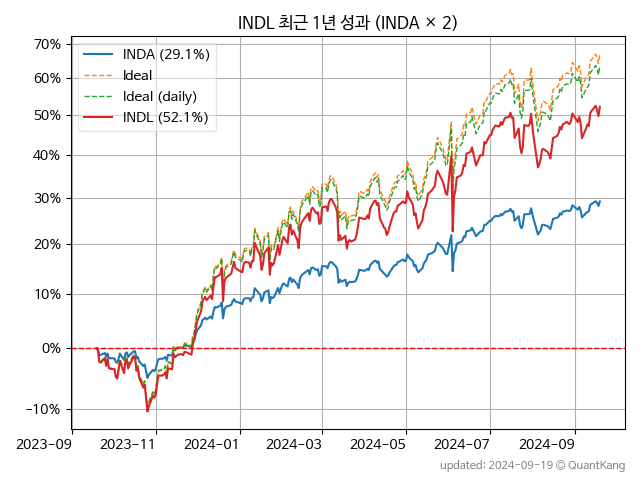 INDL 최근 1년 성과 (INDA × 2)
INDA (29.1%)
Ideal
Ideal (daily)
INDL (52.1%)
70%
60%
50%
40%
30%
20%
10%
0%
−10%
2023-09 2023-11 2024-01 2024-03 2024-05 2024-07 2024-09
updated: 2024-09-19 © QuantKang